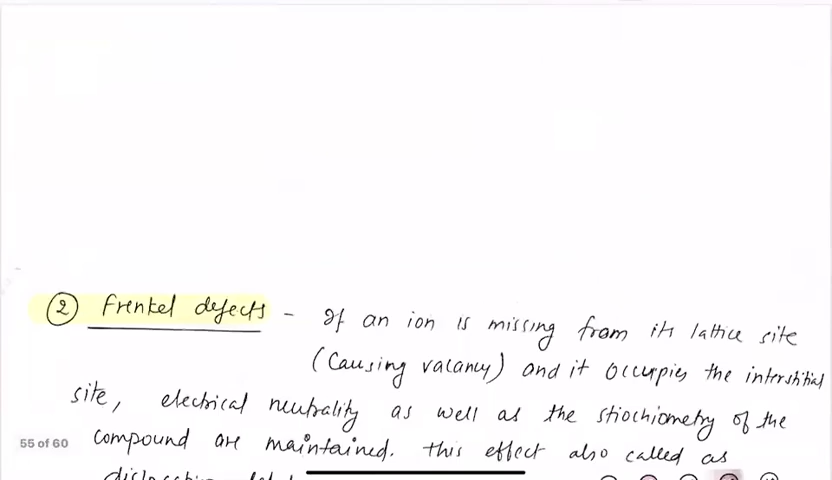 ② Frenkel defects - If an ion is missing from its lattice site
(Causing vacancy) and it occupies the interstitial
site, electrical neutrality as well as the stiochiometry of the
compound are maintained. this effect also called as
55 of 60